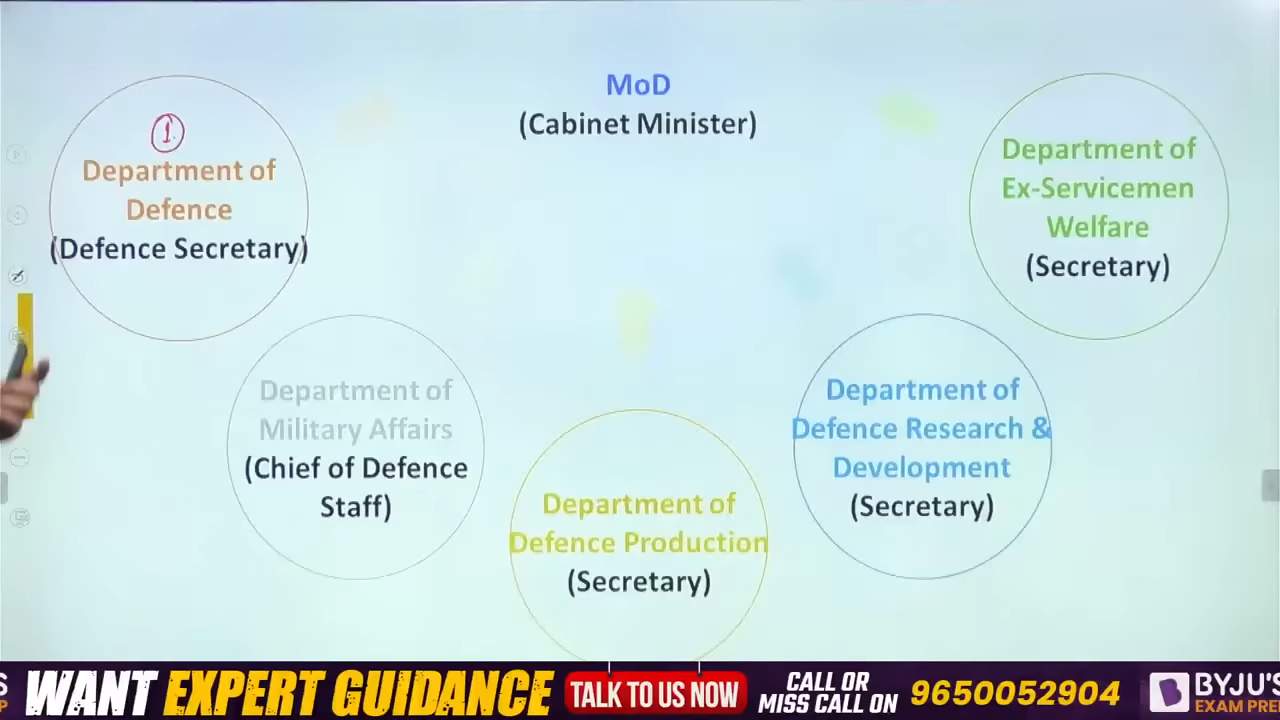 MoD
(Cabinet Minister)
1
Department of
Defence
(Defence Secretary)
Department of
Military Affairs
(Chief of Defence
Staff)
Department of
Defence Production
(Secretary)
Department of
Defence Research &
Development
(Secretary)
Department of
Ex-Servicemen
Welfare
(Secretary)
WANT EXPERT GUIDANCE
TALK TO US NOW
CALL OR
MISS CALL ON
9650052904
BYJU'S
EXAM PRE